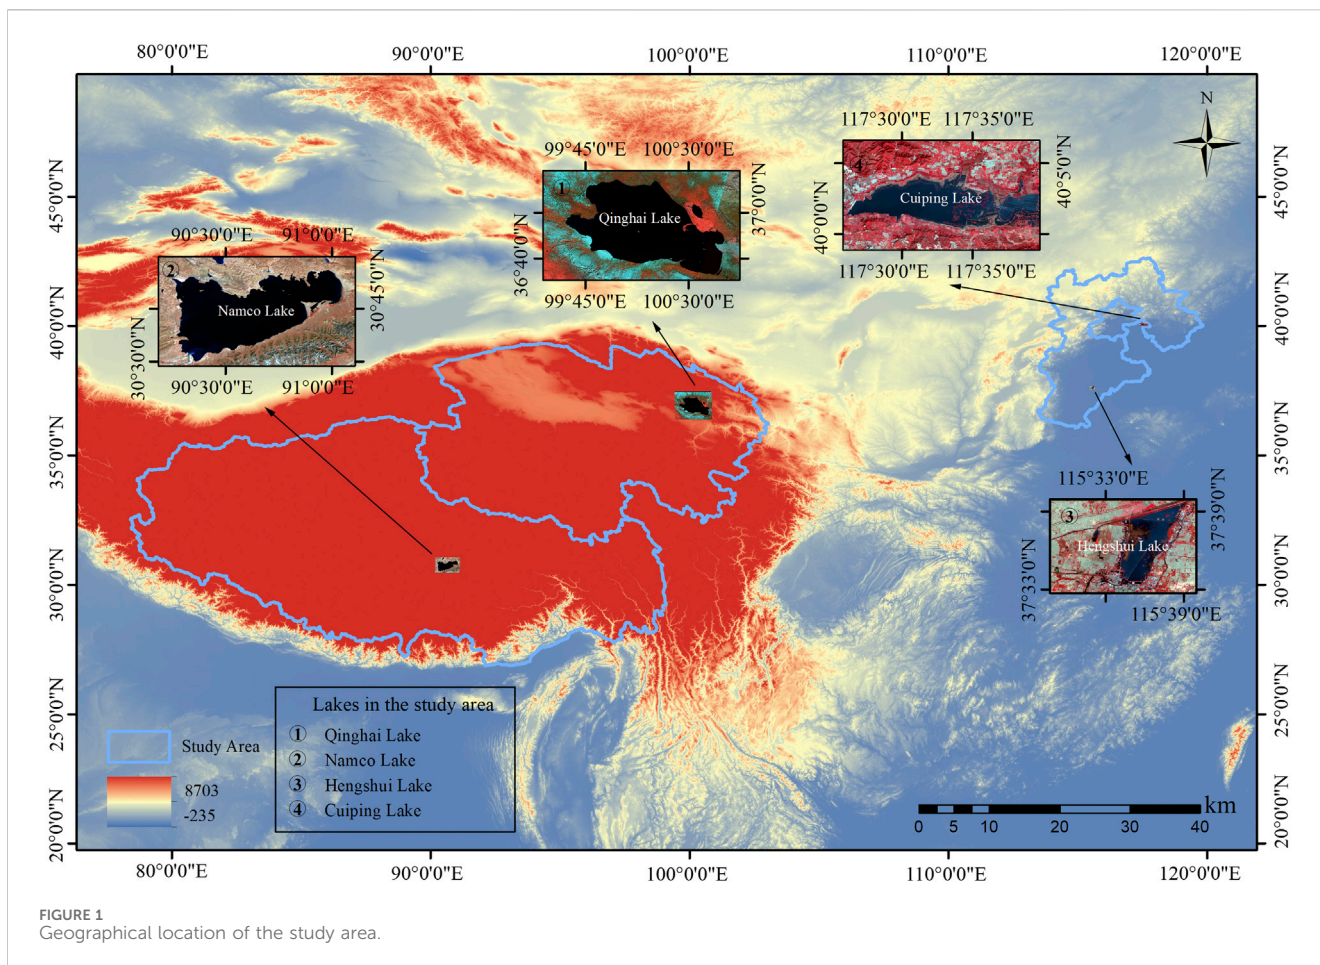 80°0'0"E 90°0'0"E 100°0'0"E 110°0'0"E 120°0'0"E
N
45°0'0"N
40°0'0"N
35°0'0"N
30°0'0"N
25°0'0"N
20°0'0"N
90°30'0"E 91°0'0"E
②
Namco Lake
30°30'0"N
30°45'0"N
90°30'0"E 91°0'0"E
99°45'0"E 100°30'0"E
①
Qinghai Lake
36°40'0"N
37°0'0"N
99°45'0"E 100°30'0"E
117°30'0"E 117°35'0"E
④
Cuiping Lake
40°0'0"N
40°5'0"N
117°30'0"E 117°35'0"E
115°33'0"E
③
Hengshui Lake
37°33'0"N
37°39'0"N
115°39'0"E
45°0'0"N
40°0'0"N
35°0'0"N
30°0'0"N
25°0'0"N
20°0'0"N
Study Area
8703
-235
Lakes in the study area
① Qinghai Lake
② Namco Lake
③ Hengshui Lake
④ Cuiping Lake
km
0 5 10 20 30 40
80°0'0"E 90°0'0"E 100°0'0"E 110°0'0"E 120°0'0"E
FIGURE 1
Geographical location of the study area.